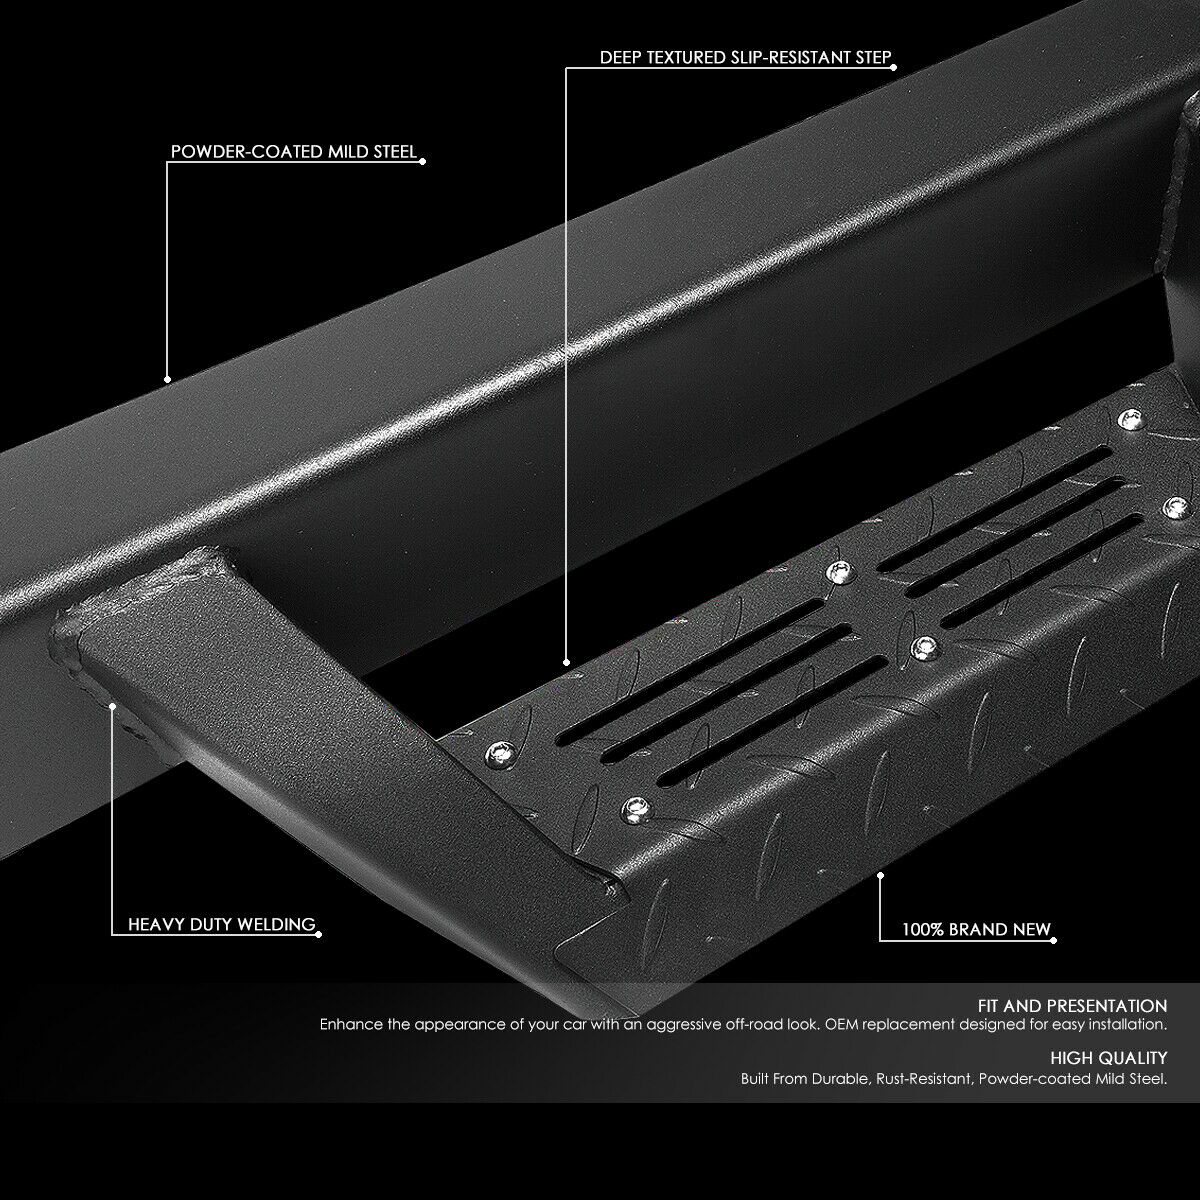 DEEP TEXTURED SLIP-RESISTANT STEP
POWDER-COATED MILD STEEL
HEAVY DUTY WELDING
100% BRAND NEW
FIT AND PRESENTATION
Enhance the appearance of your car with an aggressive off-road look. OEM replacement designed for easy installation.
HIGH QUALITY
Built From Durable, Rust-Resistant, Powder-coated Mild Steel.